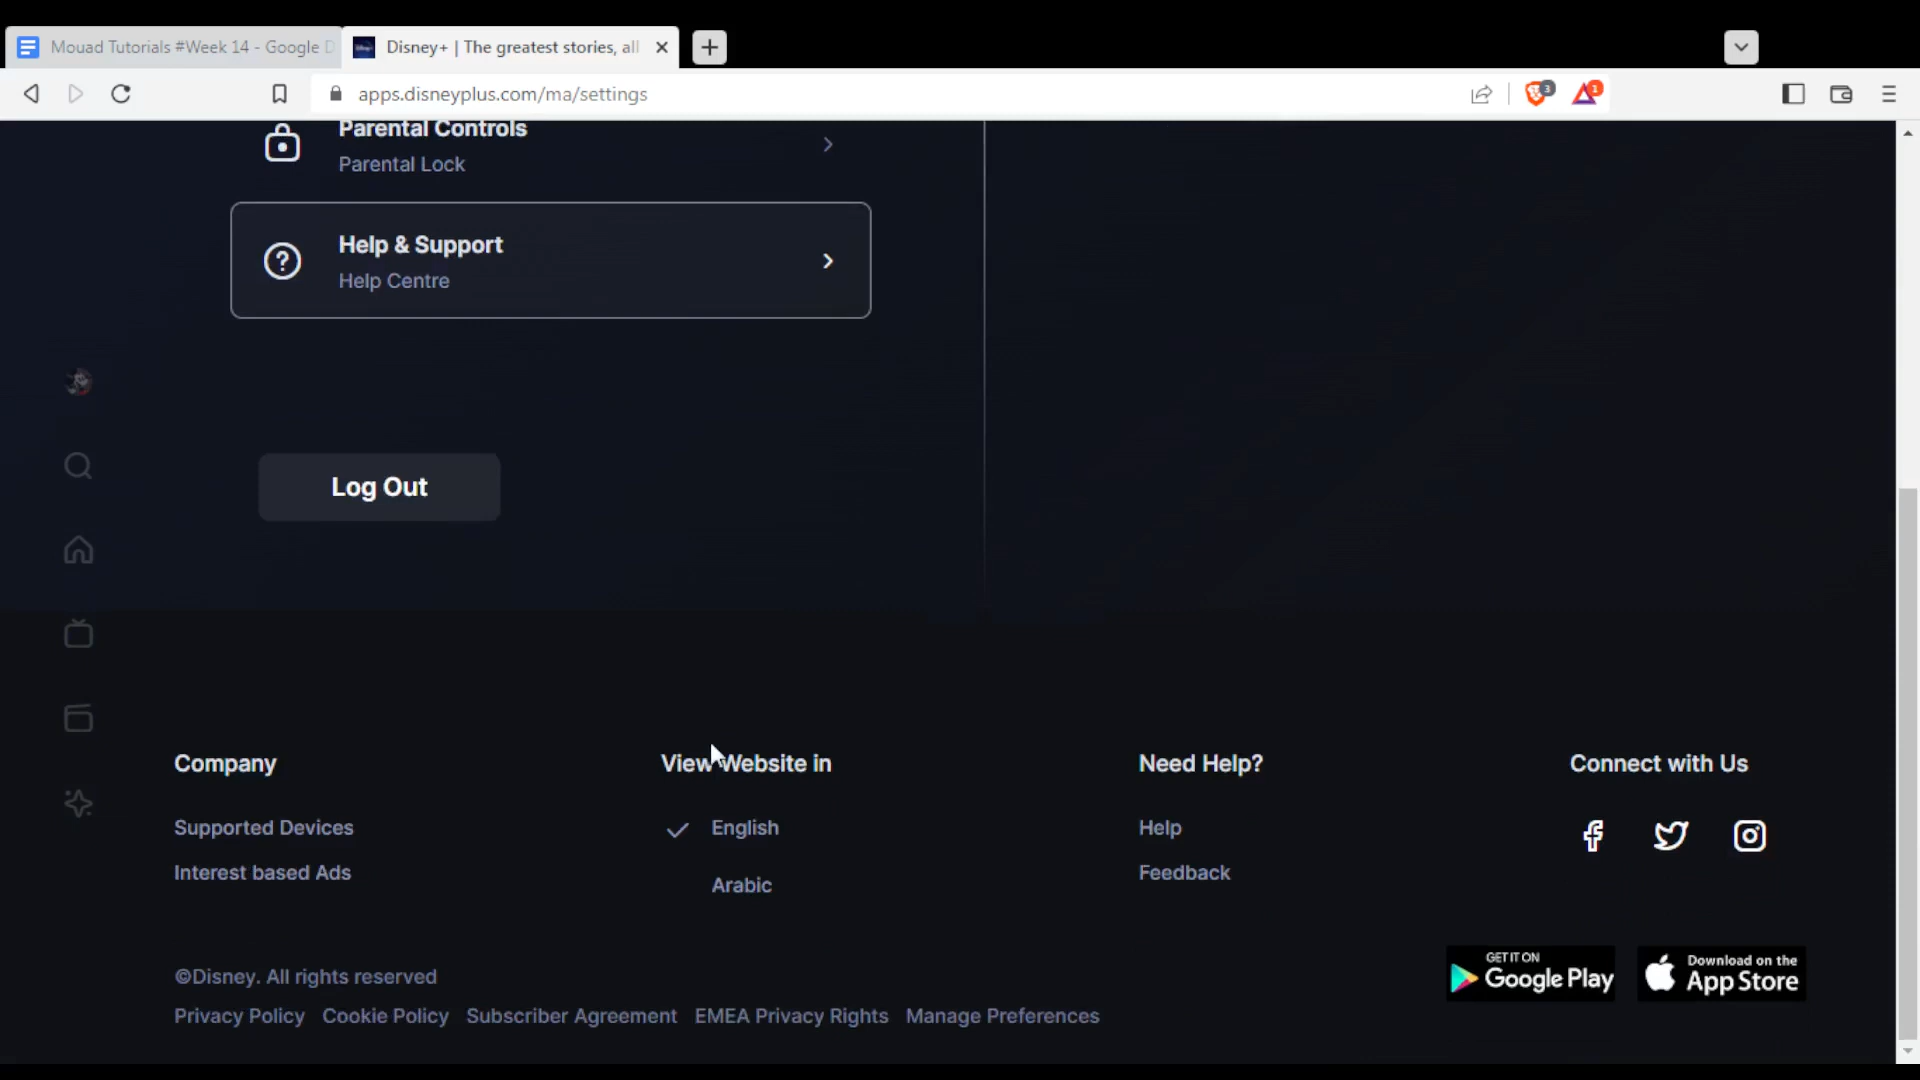 Mouad Tutorials #Week 14 - Google D
Disney+ | The greatest stories, all
apps.disneyplus.com/ma/settings
3
1
Parental Controls
Parental Lock
Help & Support
Help Centre
Log Out
Company
Supported Devices
Interest based Ads
View Website in
English
Arabic
Need Help?
Help
Feedback
Connect with Us
GET IT ON
Google Play
Download on the
App Store
©Disney. All rights reserved
Privacy Policy Cookie Policy Subscriber Agreement EMEA Privacy Rights Manage Preferences